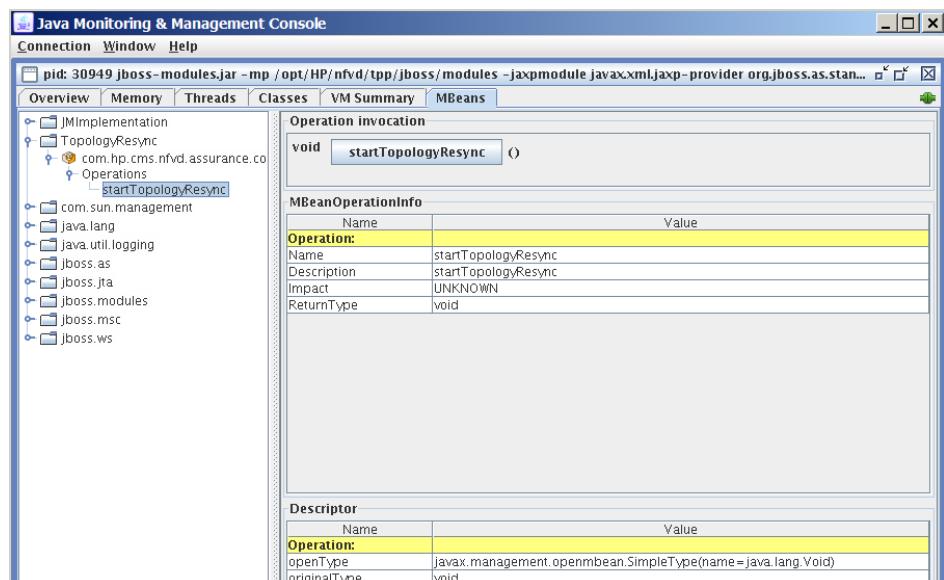 Java Monitoring & Management Console
Connection Window Help
pid: 30949 jboss-modules.jar -mp /opt/HP/nfvd/tpp/jboss/modules -jaxpmodule javax.xml.jaxp-provider org.jboss.as.stan...
Overview Memory Threads Classes VM Summary MBeans
JMImplementation
TopologyResync
com.hp.cms.nfvd.assurance.co
Operations
startTopologyResync
com.sun.management
java.lang
java.util.logging
jboss.as
jboss.jta
jboss.modules
jboss.msc
jboss.ws
Operation invocation
void startTopologyResync ()
MBeanOperationInfo
Name Value
Operation:
Name startTopologyResync
Description startTopologyResync
Impact UNKNOWN
ReturnType void
Descriptor
Name Value
Operation:
openType javax.management.openmbean.SimpleType(name=java.lang.Void)
originalType void